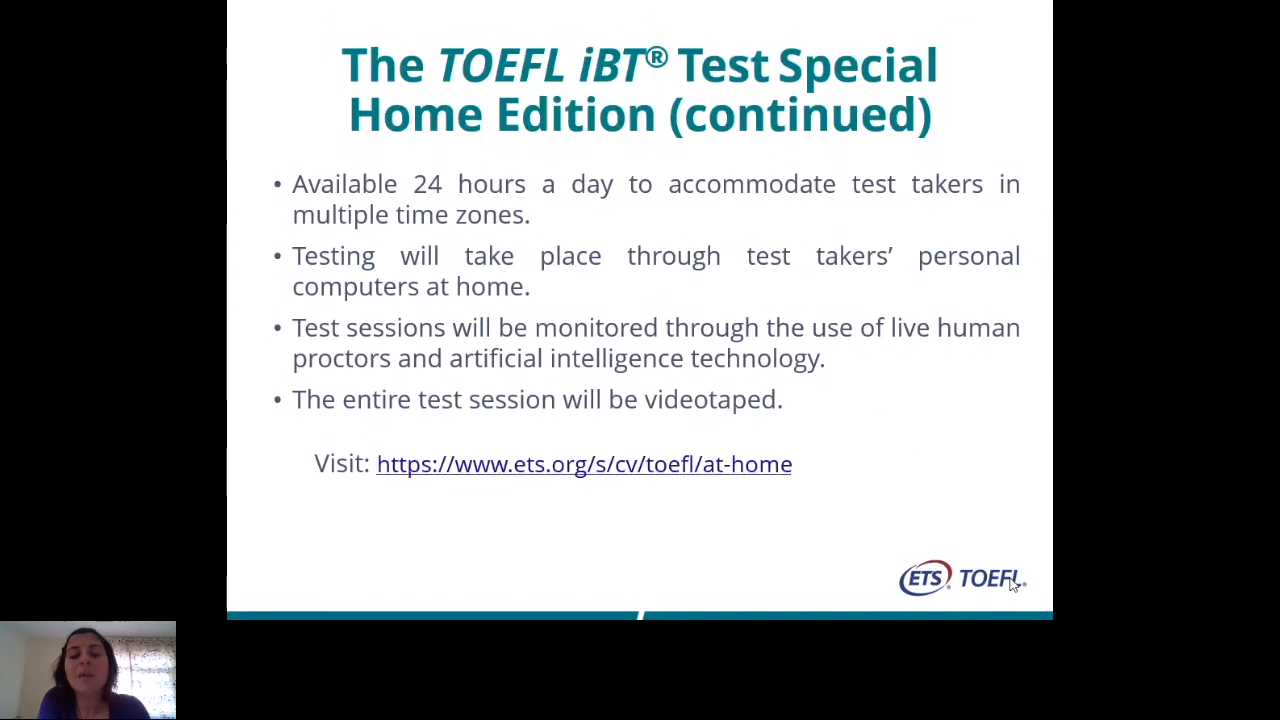 The TOEFL iBT® Test Special
Home Edition (continued)
• Available 24 hours a day to accommodate test takers in
multiple time zones.
• Testing will take place through test takers’ personal
computers at home.
• Test sessions will be monitored through the use of live human
proctors and artificial intelligence technology.
• The entire test session will be videotaped.
Visit: https://www.ets.org/s/cv/toefl/at-home
ETS® TOEFL®